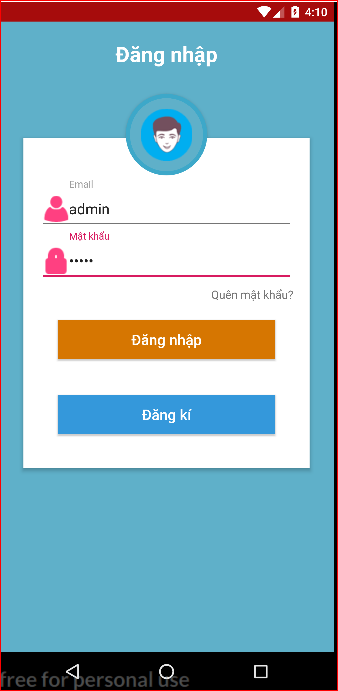 4:10
Đăng nhập
Email
admin
Mật khẩu
•••••
Quên mật khẩu?
Đăng nhập
Đăng kí
free for personal use